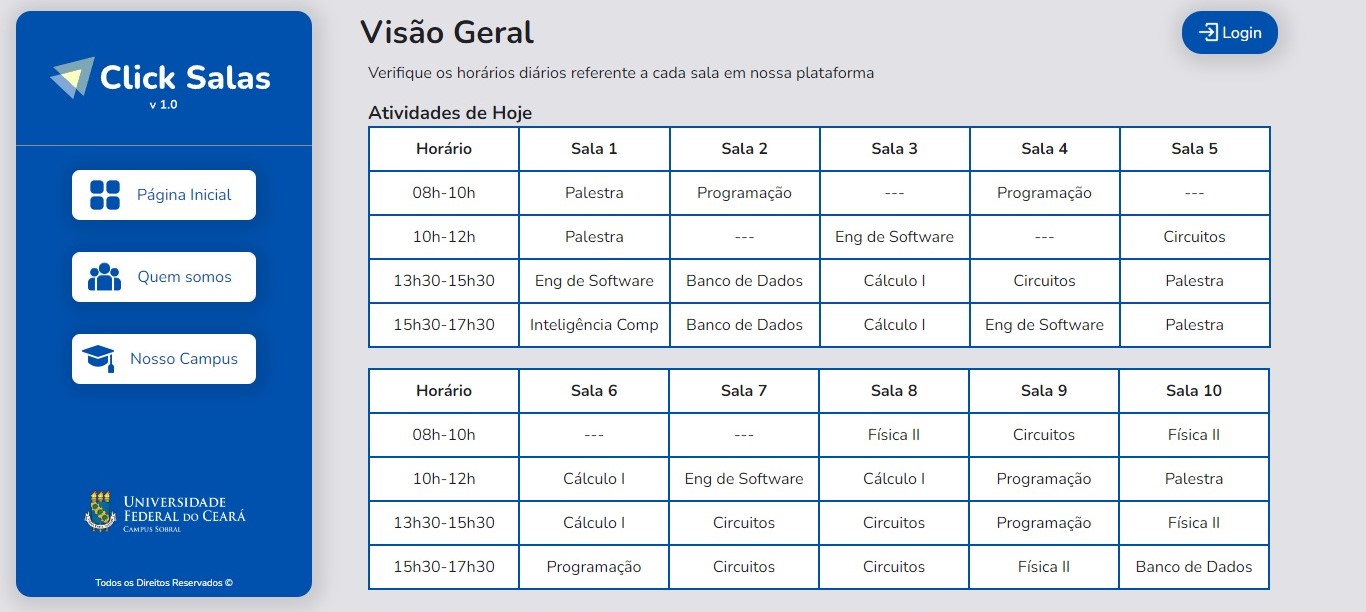 Click Salas
v 1.0
Página Inicial
Quem somos
Nosso Campus
UNIVERSIDADE
FEDERAL DO CEARÁ
CAMPUS SOBRAL
Todos os Direitos Reservados ©
Visão Geral
Login
Verifique os horários diários referente a cada sala em nossa plataforma
Atividades de Hoje
Horário Sala 1 Sala 2 Sala 3 Sala 4 Sala 5
08h-10h Palestra Programação --- Programação ---
10h-12h Palestra --- Eng de Software --- Circuitos
13h30-15h30 Eng de Software Banco de Dados Cálculo I Circuitos Palestra
15h30-17h30 Inteligência Comp Banco de Dados Cálculo I Eng de Software Palestra
Horário Sala 6 Sala 7 Sala 8 Sala 9 Sala 10
08h-10h --- --- Física II Circuitos Física II
10h-12h Cálculo I Eng de Software Cálculo I Programação Palestra
13h30-15h30 Cálculo I Circuitos Circuitos Programação Física II
15h30-17h30 Programação Circuitos Circuitos Física II Banco de Dados